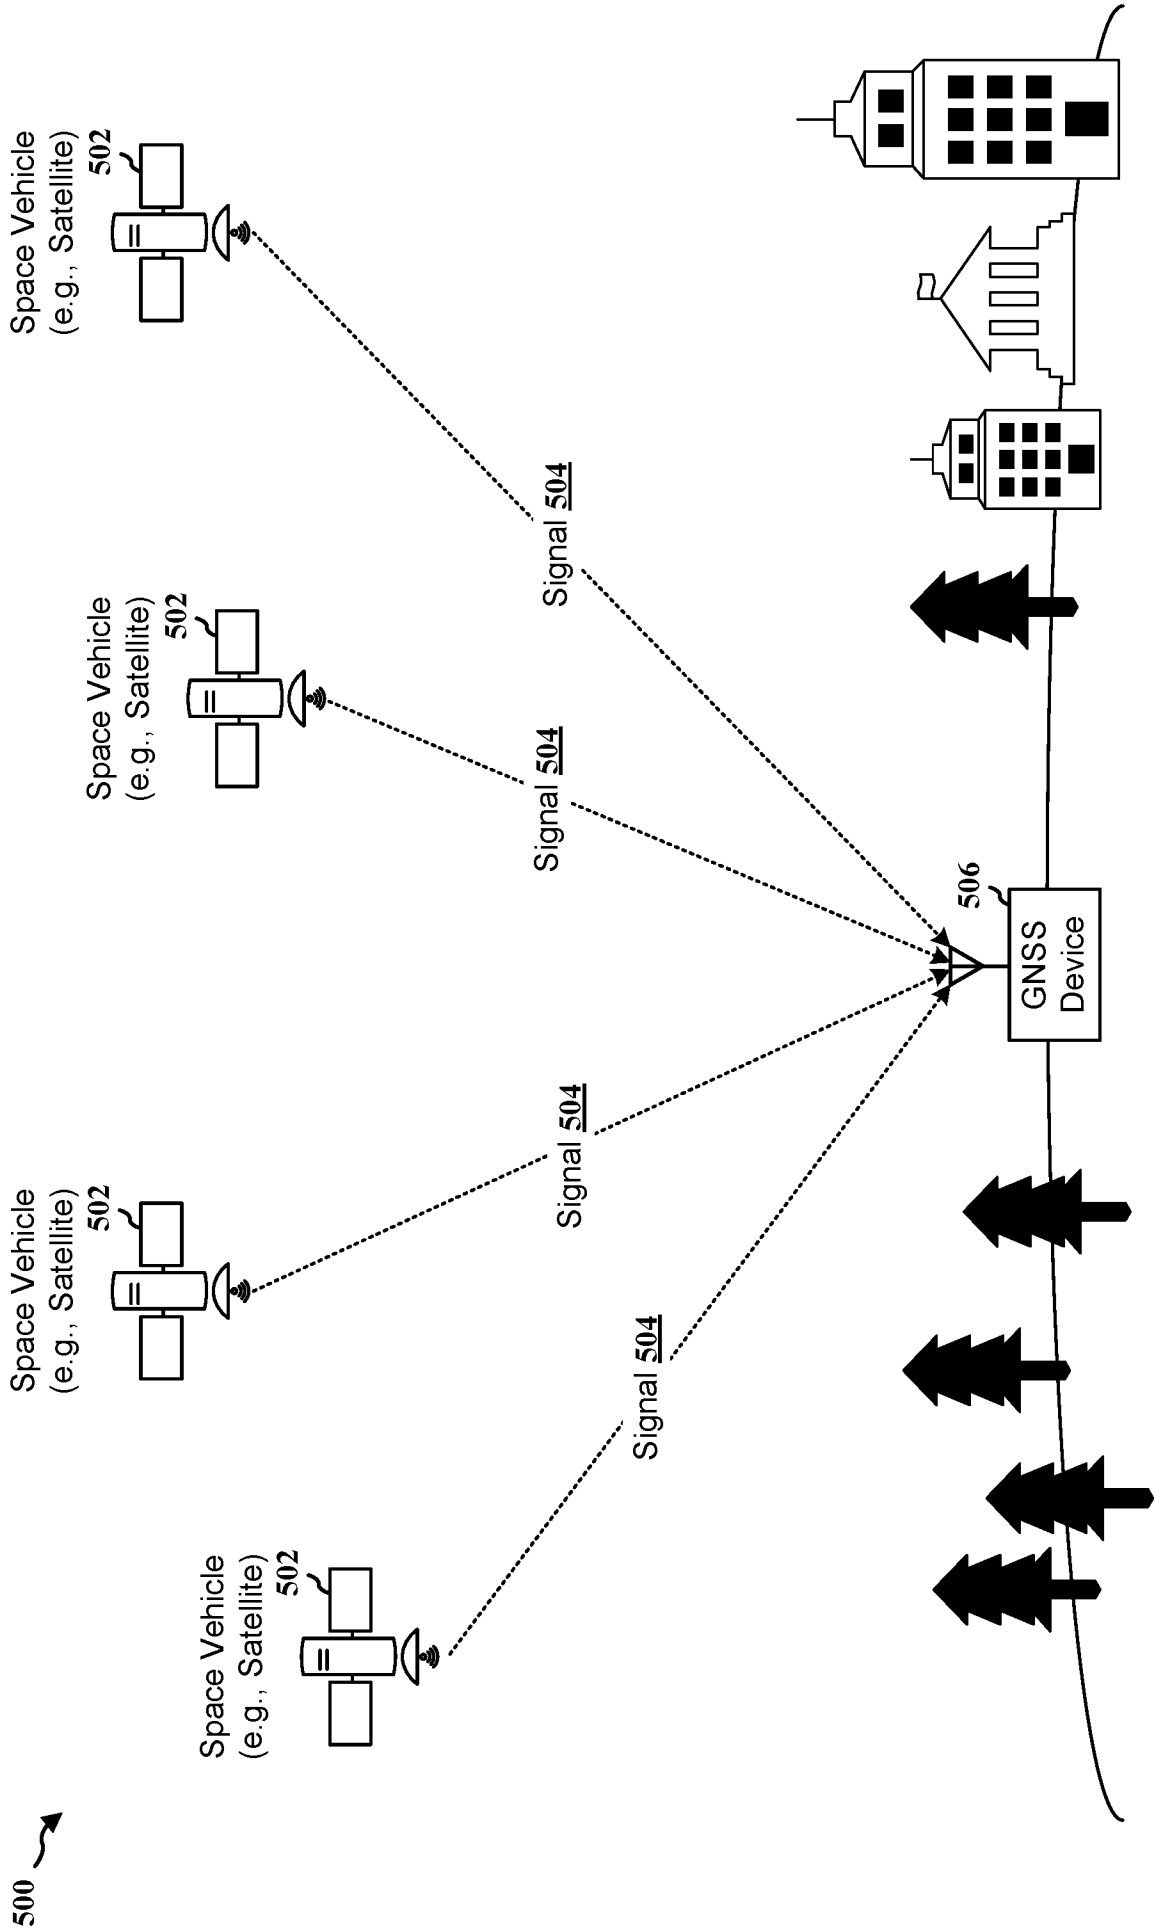 500
Space Vehicle
(e.g., Satellite)
502
Space Vehicle
(e.g., Satellite)
502
Space Vehicle
(e.g., Satellite)
502
Space Vehicle
(e.g., Satellite)
502
Signal 504
Signal 504
Signal 504
Signal 504
506
GNSS
Device